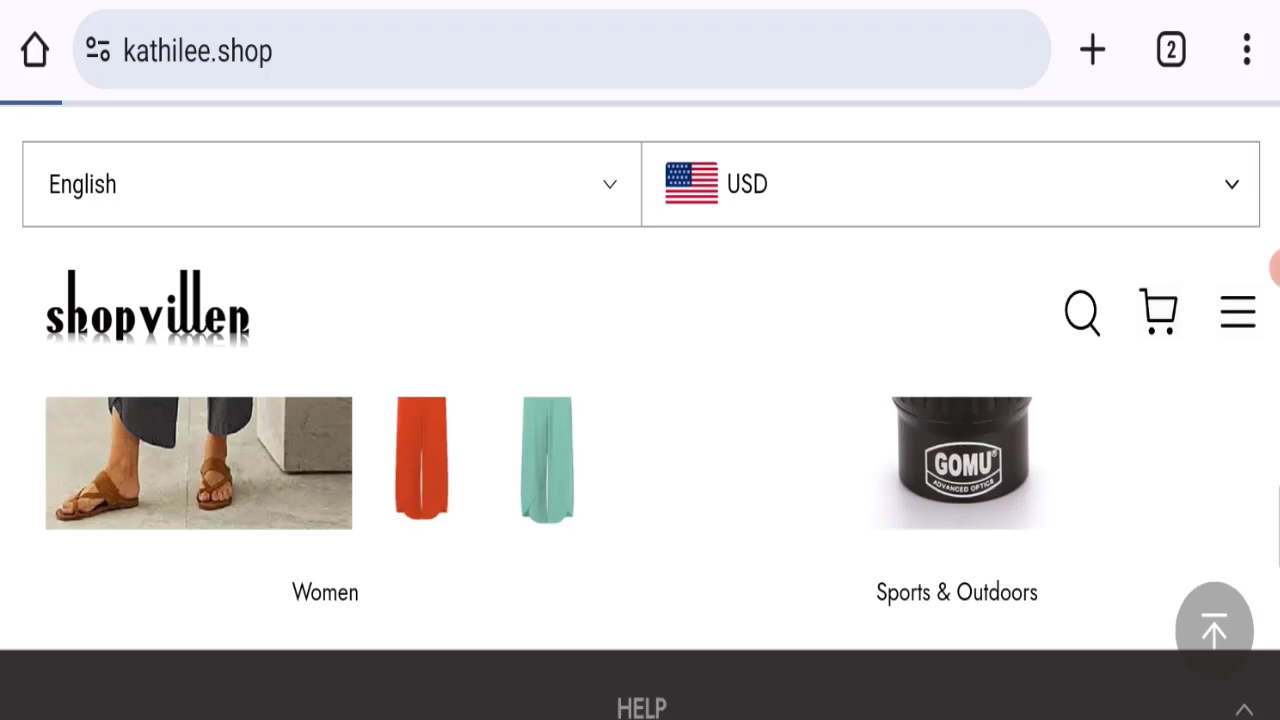 kathilee.shop
2
English
USD
shopvillen
GOMU®
ADVANCED OPTICS
Women
Sports & Outdoors
HELP